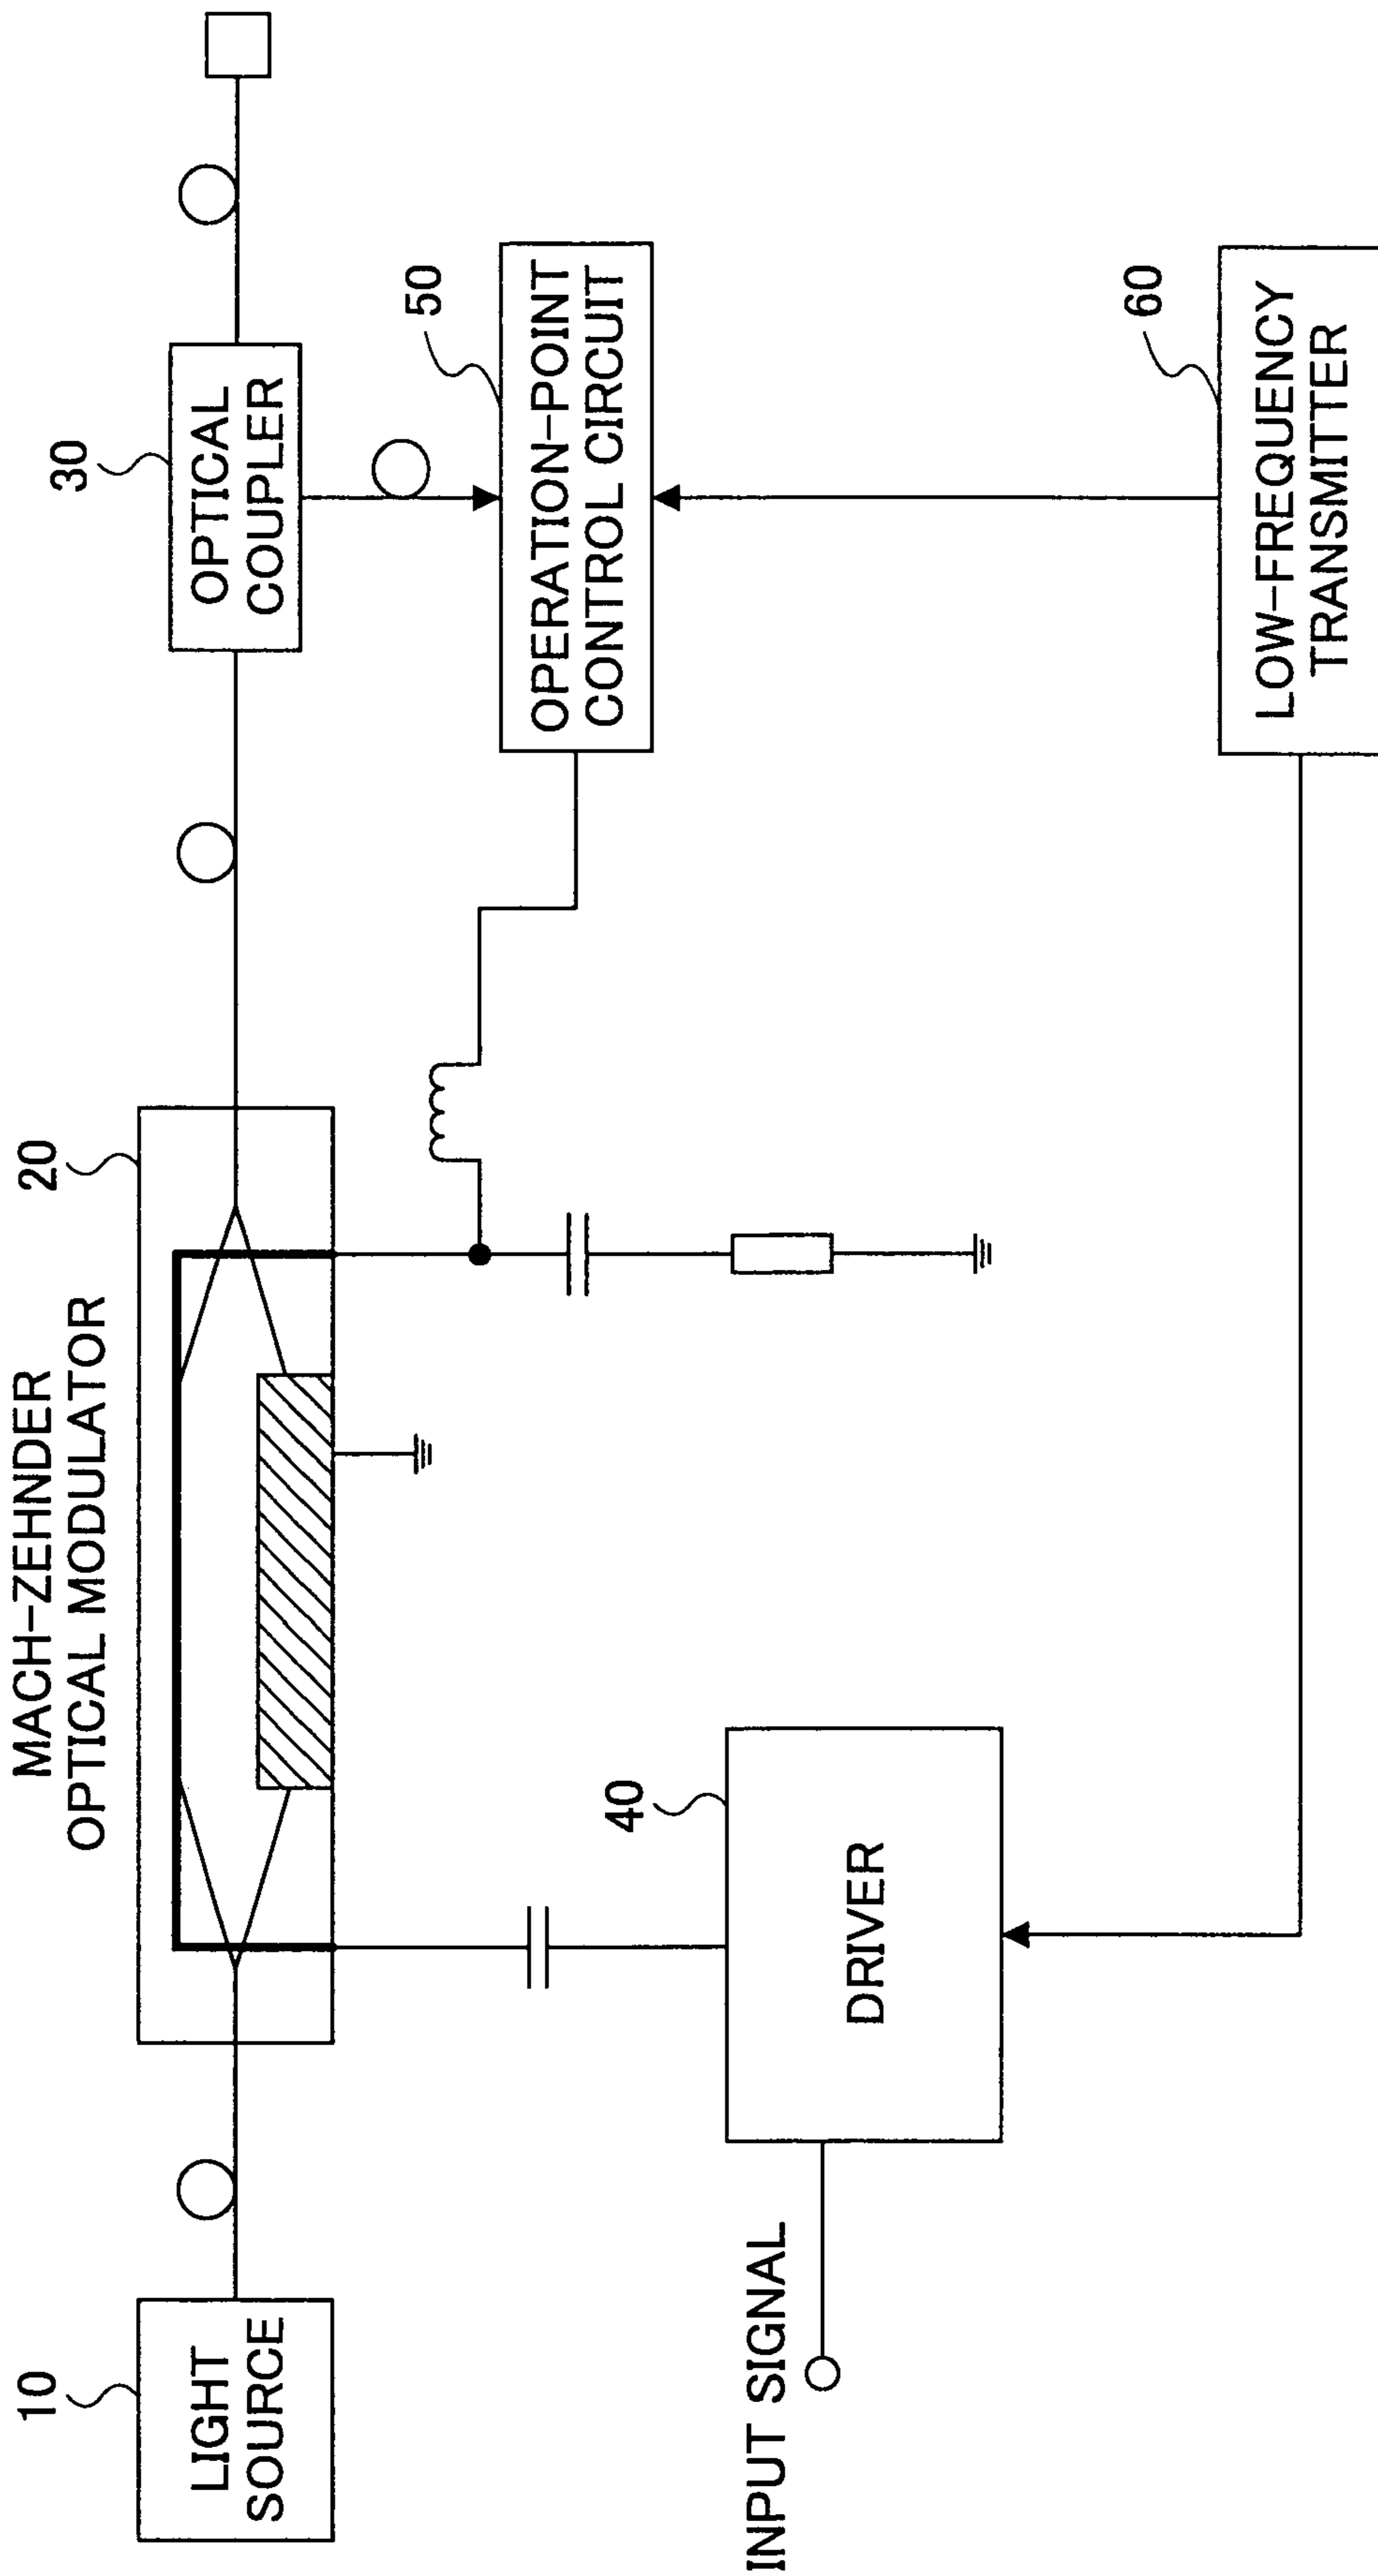 MACH-ZEHNDER
OPTICAL MODULATOR
10
LIGHT
SOURCE
20
30
OPTICAL
COUPLER
50
OPERATION-POINT
CONTROL CIRCUIT
INPUT SIGNAL
40
DRIVER
60
LOW-FREQUENCY
TRANSMITTER